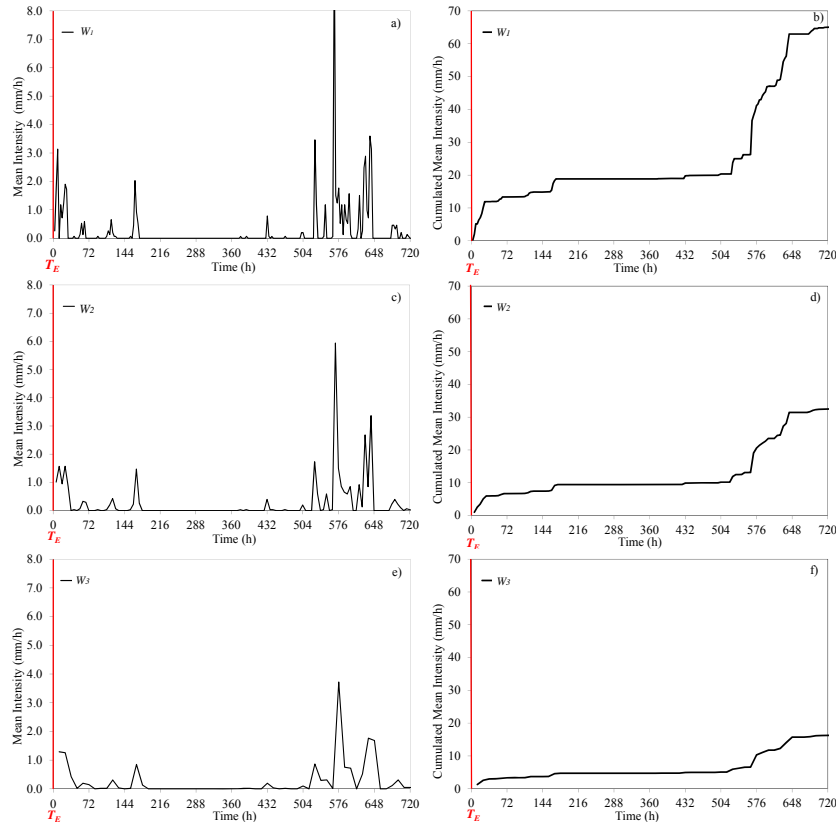 W1
a)
Mean Intensity (mm/h)
8.0
7.0
6.0
5.0
4.0
3.0
2.0
1.0
0.0
0 72 144 216 288 360 432 504 576 648 720
TE
Time (h)
W1
b)
Cumulated Mean Intensity (mm/h)
70
60
50
40
30
20
10
0
0 72 144 216 288 360 432 504 576 648 720
TE
Time (h)
W2
c)
Mean Intensity (mm/h)
8.0
7.0
6.0
5.0
4.0
3.0
2.0
1.0
0.0
0 72 144 216 288 360 432 504 576 648 720
TE
Time (h)
W2
d)
Cumulated Mean Intensity (mm/h)
70
60
50
40
30
20
10
0
0 72 144 216 288 360 432 504 576 648 720
TE
Time (h)
W3
e)
Mean Intensity (mm/h)
8.0
7.0
6.0
5.0
4.0
3.0
2.0
1.0
0.0
0 72 144 216 288 360 432 504 576 648 720
TE
Time (h)
W3
f)
Cumulated Mean Intensity (mm/h)
70
60
50
40
30
20
10
0
0 72 144 216 288 360 432 504 576 648 720
TE
Time (h)